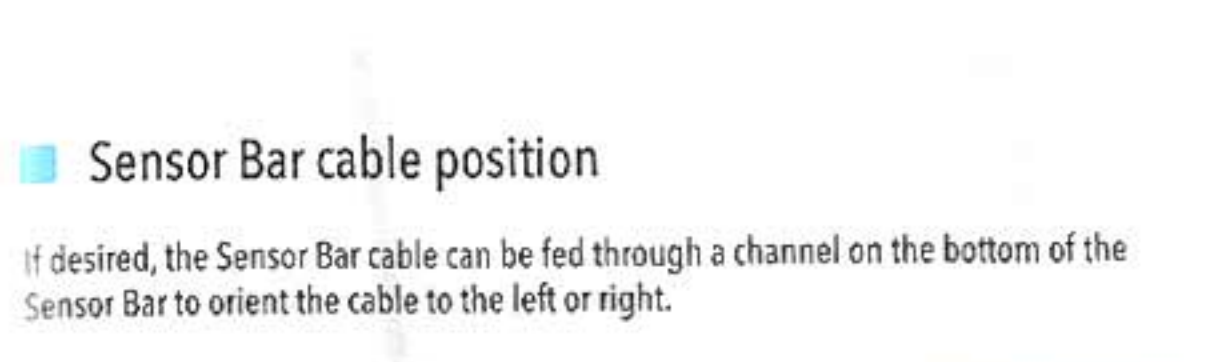 Sensor Bar cable position
If desired, the Sensor Bar cable can be fed through a channel on the bottom of the
Sensor Bar to orient the cable to the left or right.